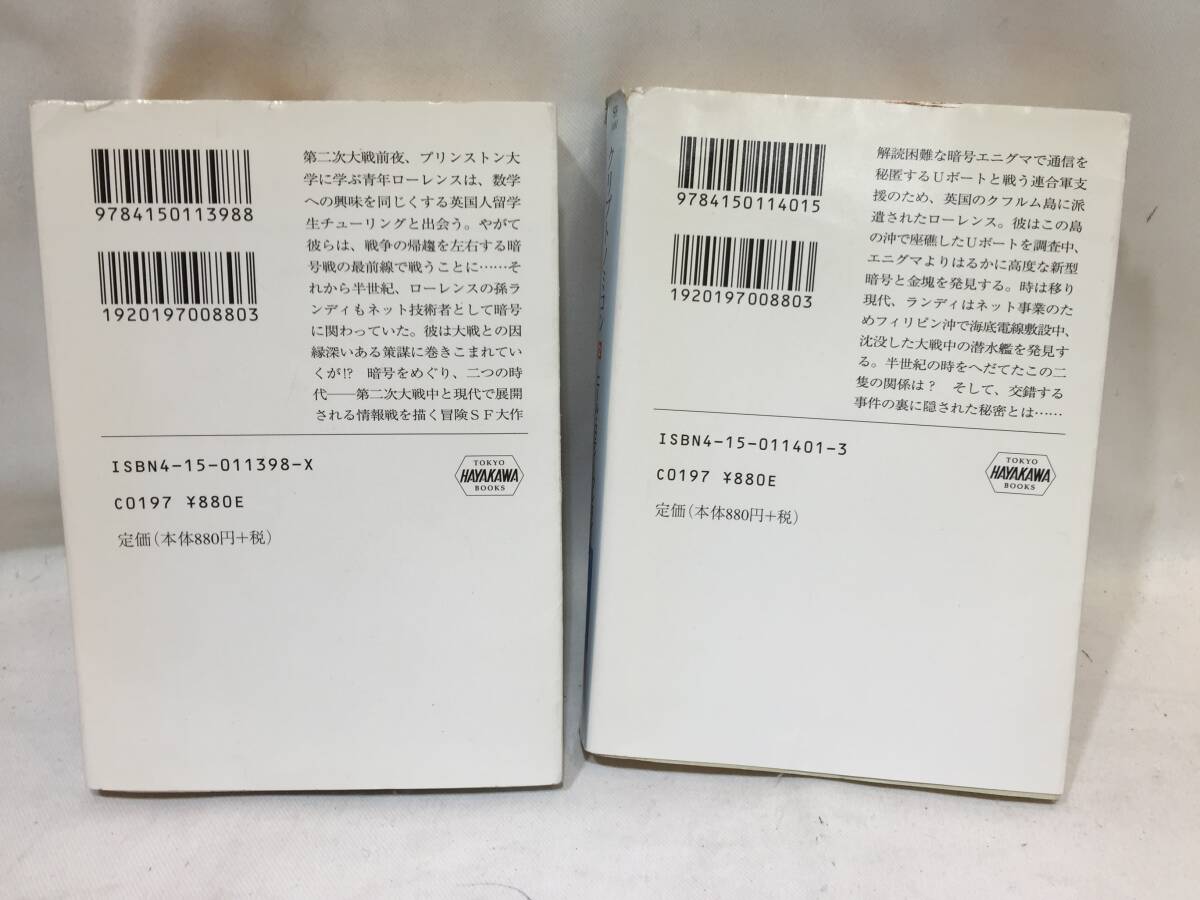 9784150113988
1920197008803
第二次大戦前夜、プリンストン大
学に学ぶ青年ローレンスは、数学
への興味を同じくする英国人留学
生チューリングと出会う。やがて
彼らは、戦争の帰趨を左右する暗
号戦の最前線で戦うことに……そ
れから半世紀、ローレンスの孫ラ
ンディもネット技術者として暗号
に関わっていた。彼は大戦との因
縁深いある策謀に巻きこまれてい
くが!? 暗号をめぐり、二つの時
代──第二次大戦中と現代で展開
される情報戦を描く冒険SF大作
ISBN4-15-011398-X
C0197 ¥880E
定価(本体880円+税)
TOKYO
HAYAKAWA
BOOKS
9784150114015
1920197008803
解読困難な暗号エニグマで通信を
秘匿するUボートと戦う連合軍支
援のため、英国のクフルム島に派
遣されたローレンス。彼はこの島
の沖で座礁したUボートを調査中、
エニグマよりはるかに高度な新型
暗号と金塊を発見する。時は移り
現代、ランディはネット事業のた
めフィリピン沖で海底電線敷設中、
沈没した大戦中の潜水艦を発見す
る。半世紀の時をへだてたこの二
隻の関係は? そして、交錯する
事件の裏に隠された秘密とは……
ISBN4-15-011401-3
C0197 ¥880E
定価(本体880円+税)
TOKYO
HAYAKAWA
BOOKS